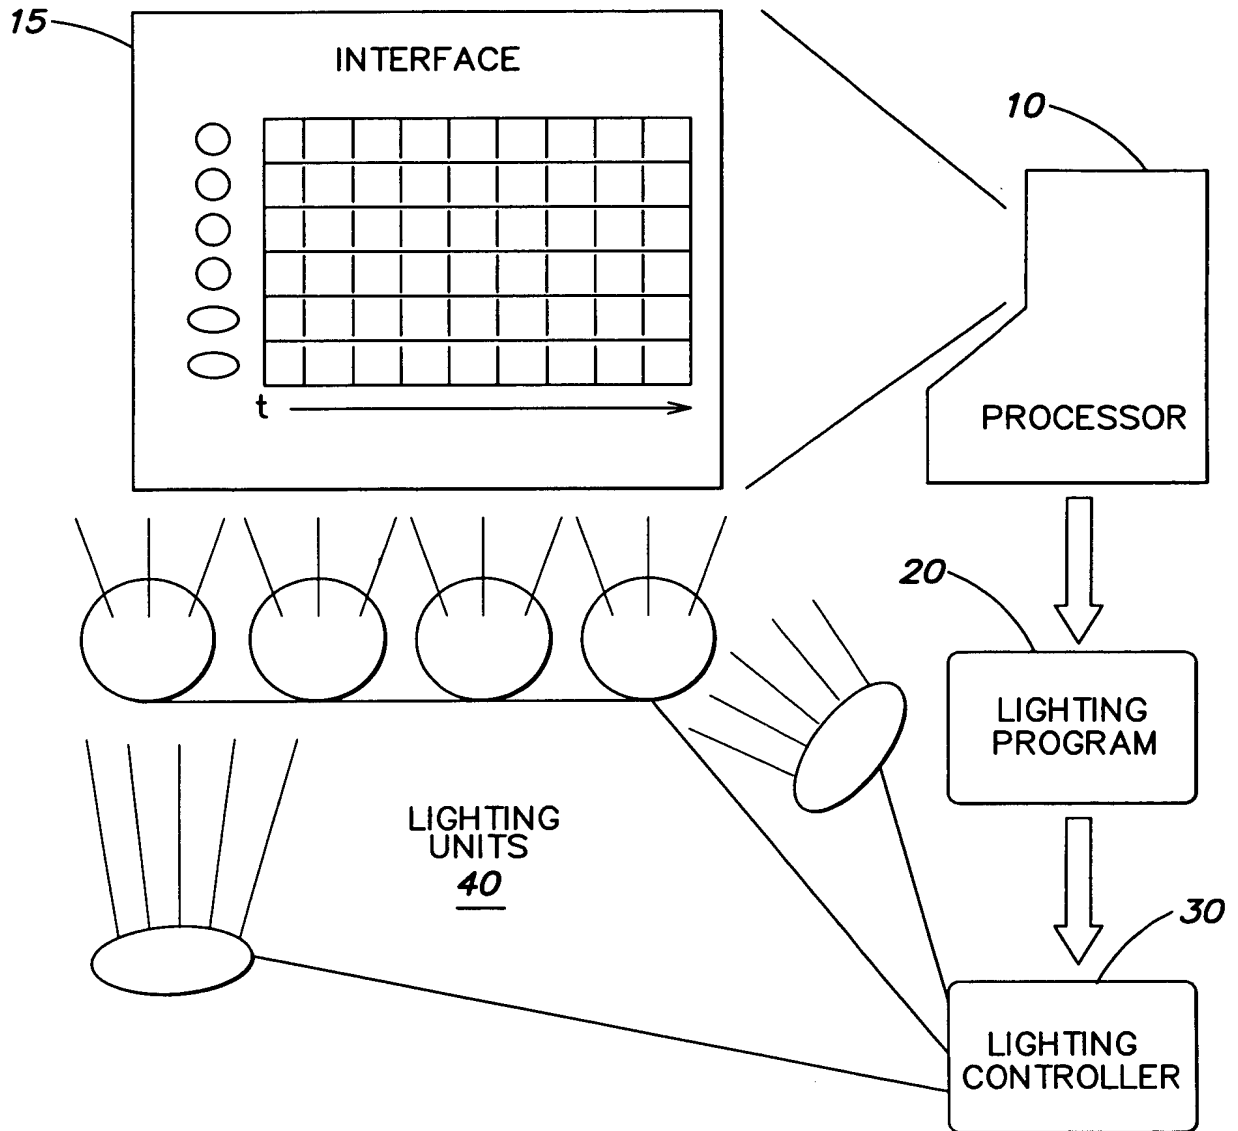 15
INTERFACE
10
t
PROCESSOR
20
LIGHTING
PROGRAM
LIGHTING
UNITS
40
30
LIGHTING
CONTROLLER